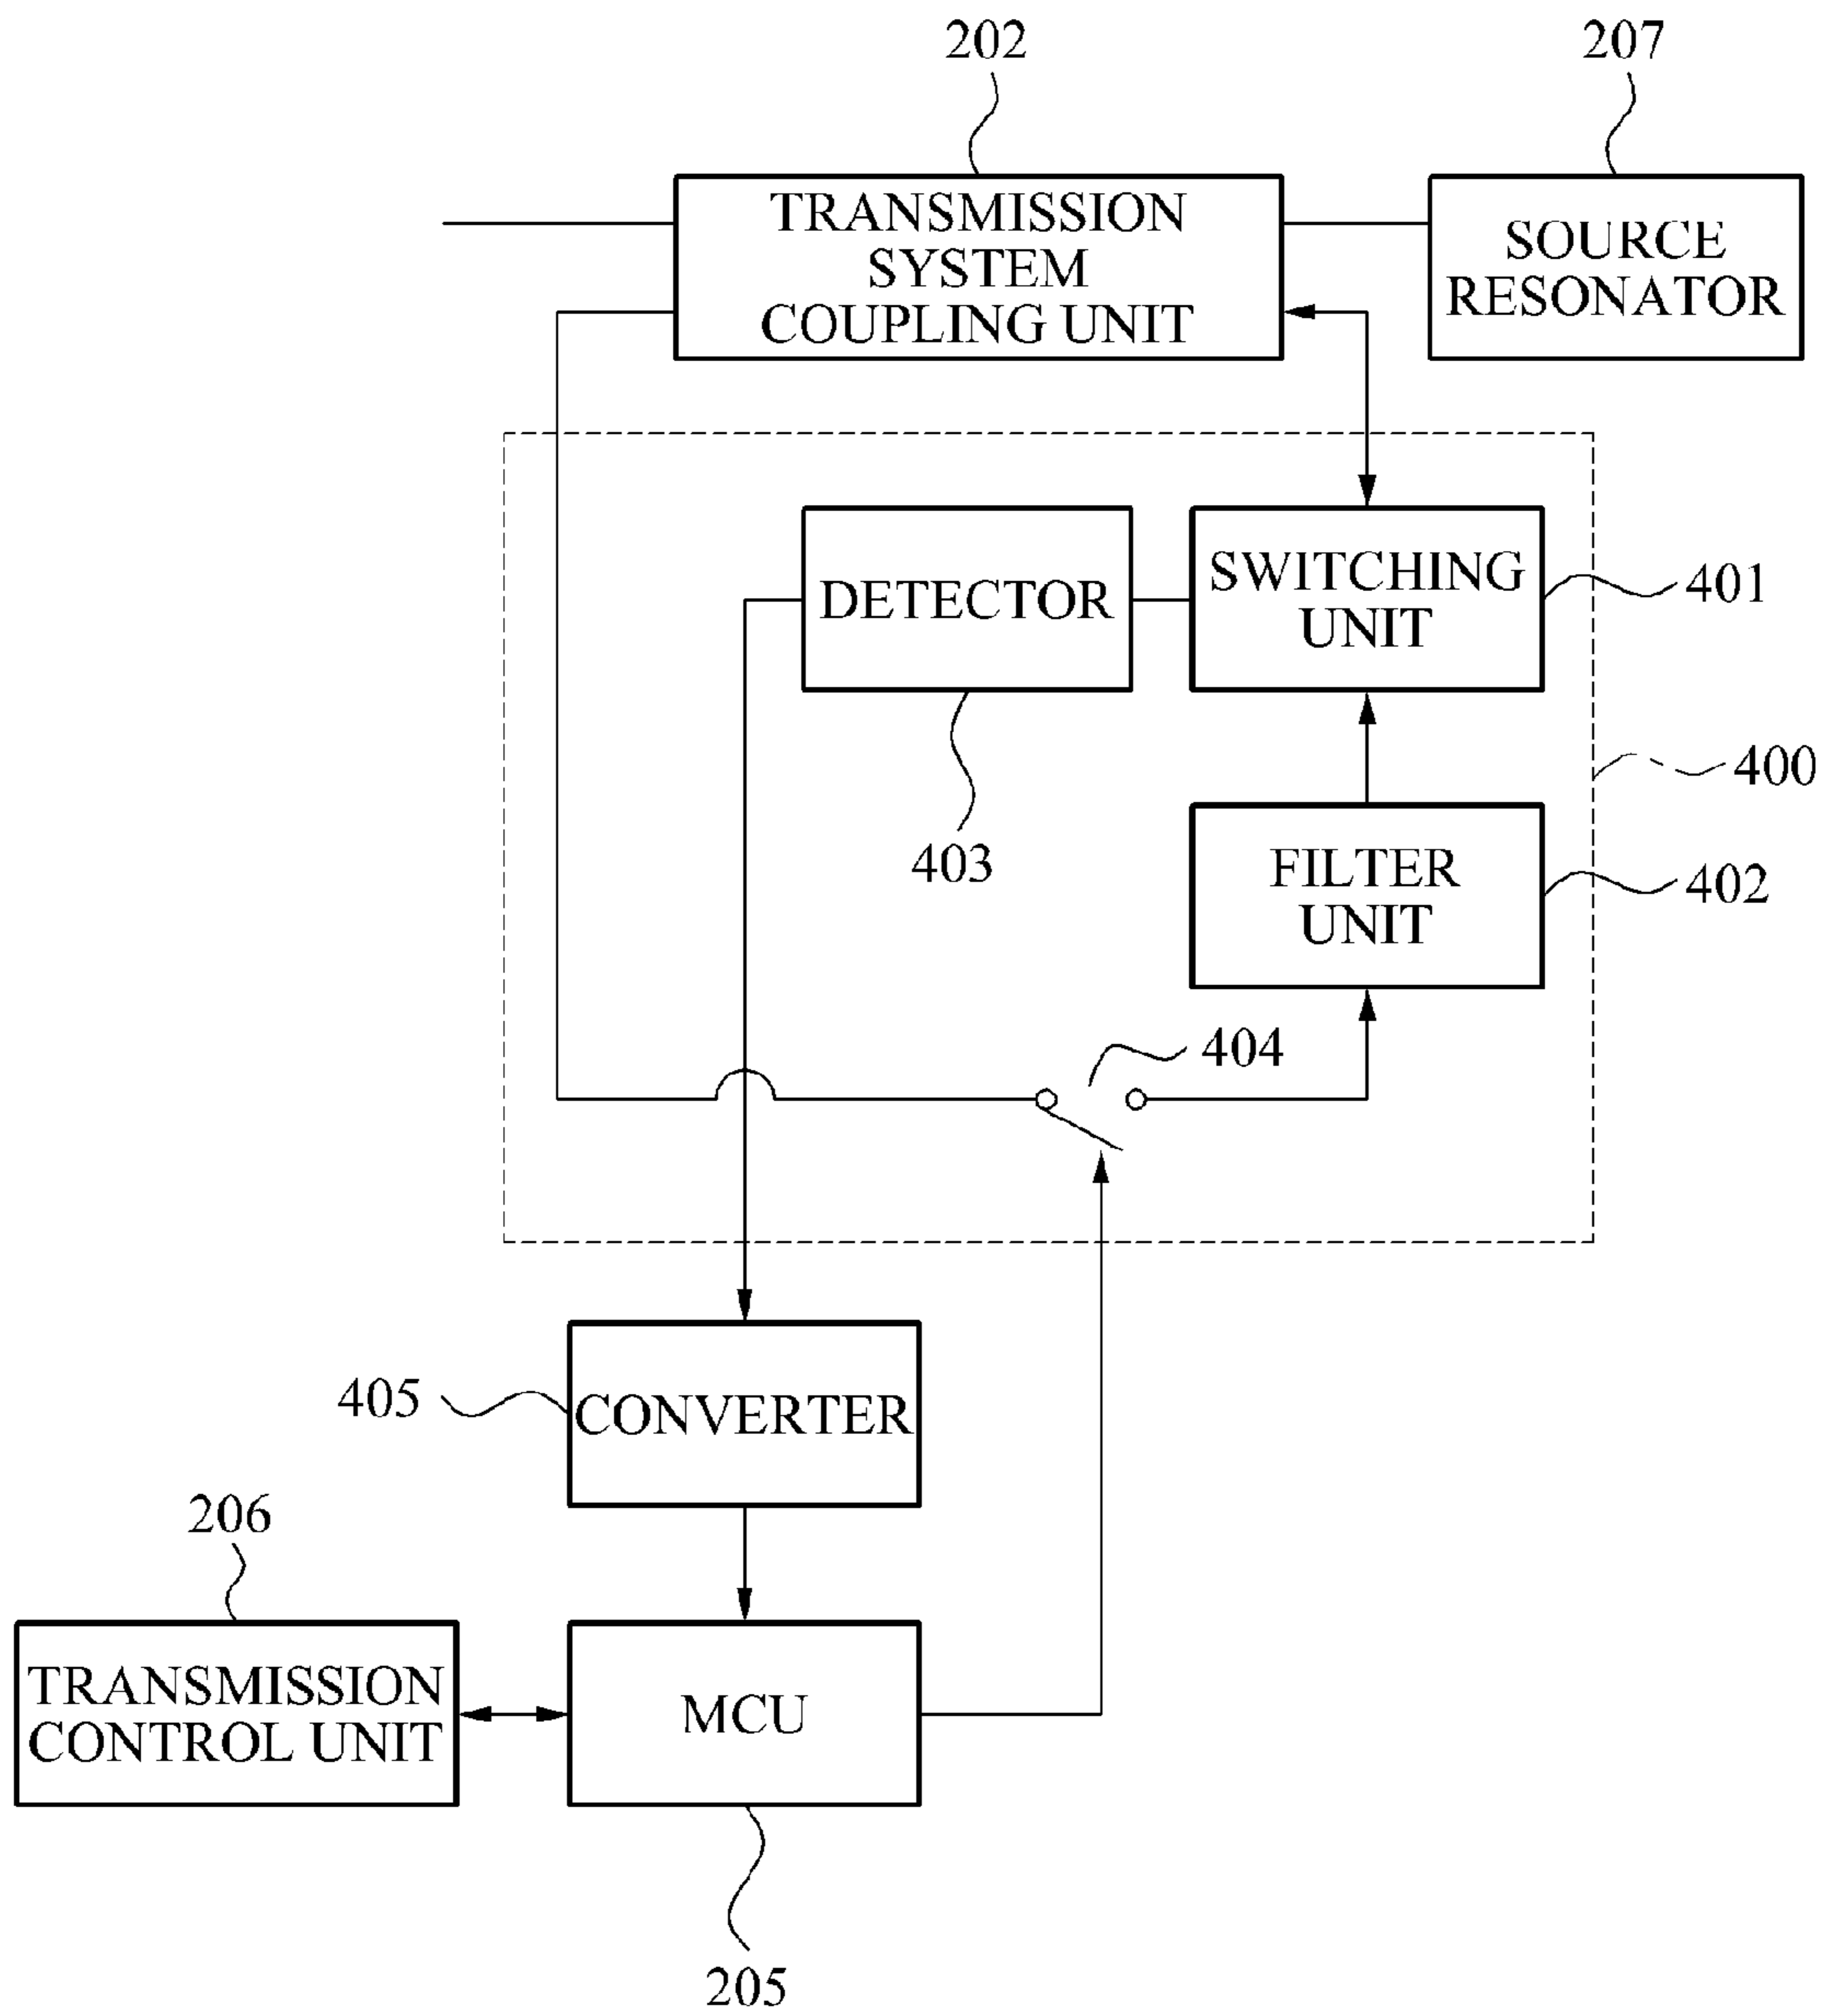 202
207
TRANSMISSION
SYSTEM
COUPLING UNIT
SOURCE
RESONATOR
DETECTOR
SWITCHING
UNIT
401
400
403
FILTER
UNIT
402
404
405
CONVERTER
206
TRANSMISSION
CONTROL UNIT
MCU
205